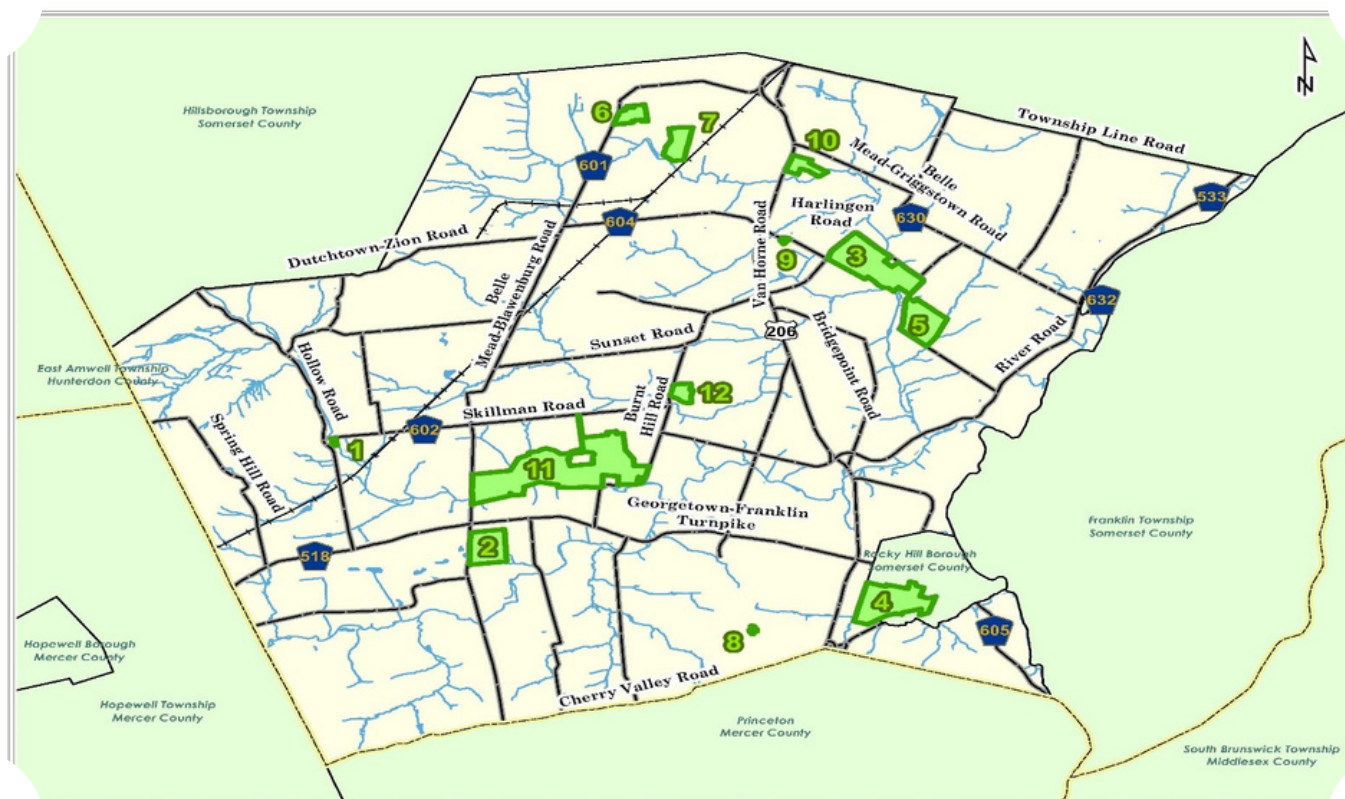 N
Hillsborough Township
Somerset County
6
7
10
Township Line Road
601
Belle
Mead-Griggstown Road
533
604
Harlingen
Road
630
Dutchtown-Zion Road
Van Horne Road
9
3
Belle
Mead-Blawenburg Road
632
5
206
Sunset Road
Bridgepoint Road
River Road
East Amwell Township
Hunterdon County
Hollow Road
12
Burnt
Hill Road
Skillman Road
602
Spring Hill Road
1
11
Georgetown-Franklin
Turnpike
Franklin Township
Somerset County
518
2
Rocky Hill Borough
Somerset County
4
605
8
Hopewell Borough
Mercer County
Cherry Valley Road
Hopewell Township
Mercer County
Princeton
Mercer County
South Brunswick Township
Middlesex County